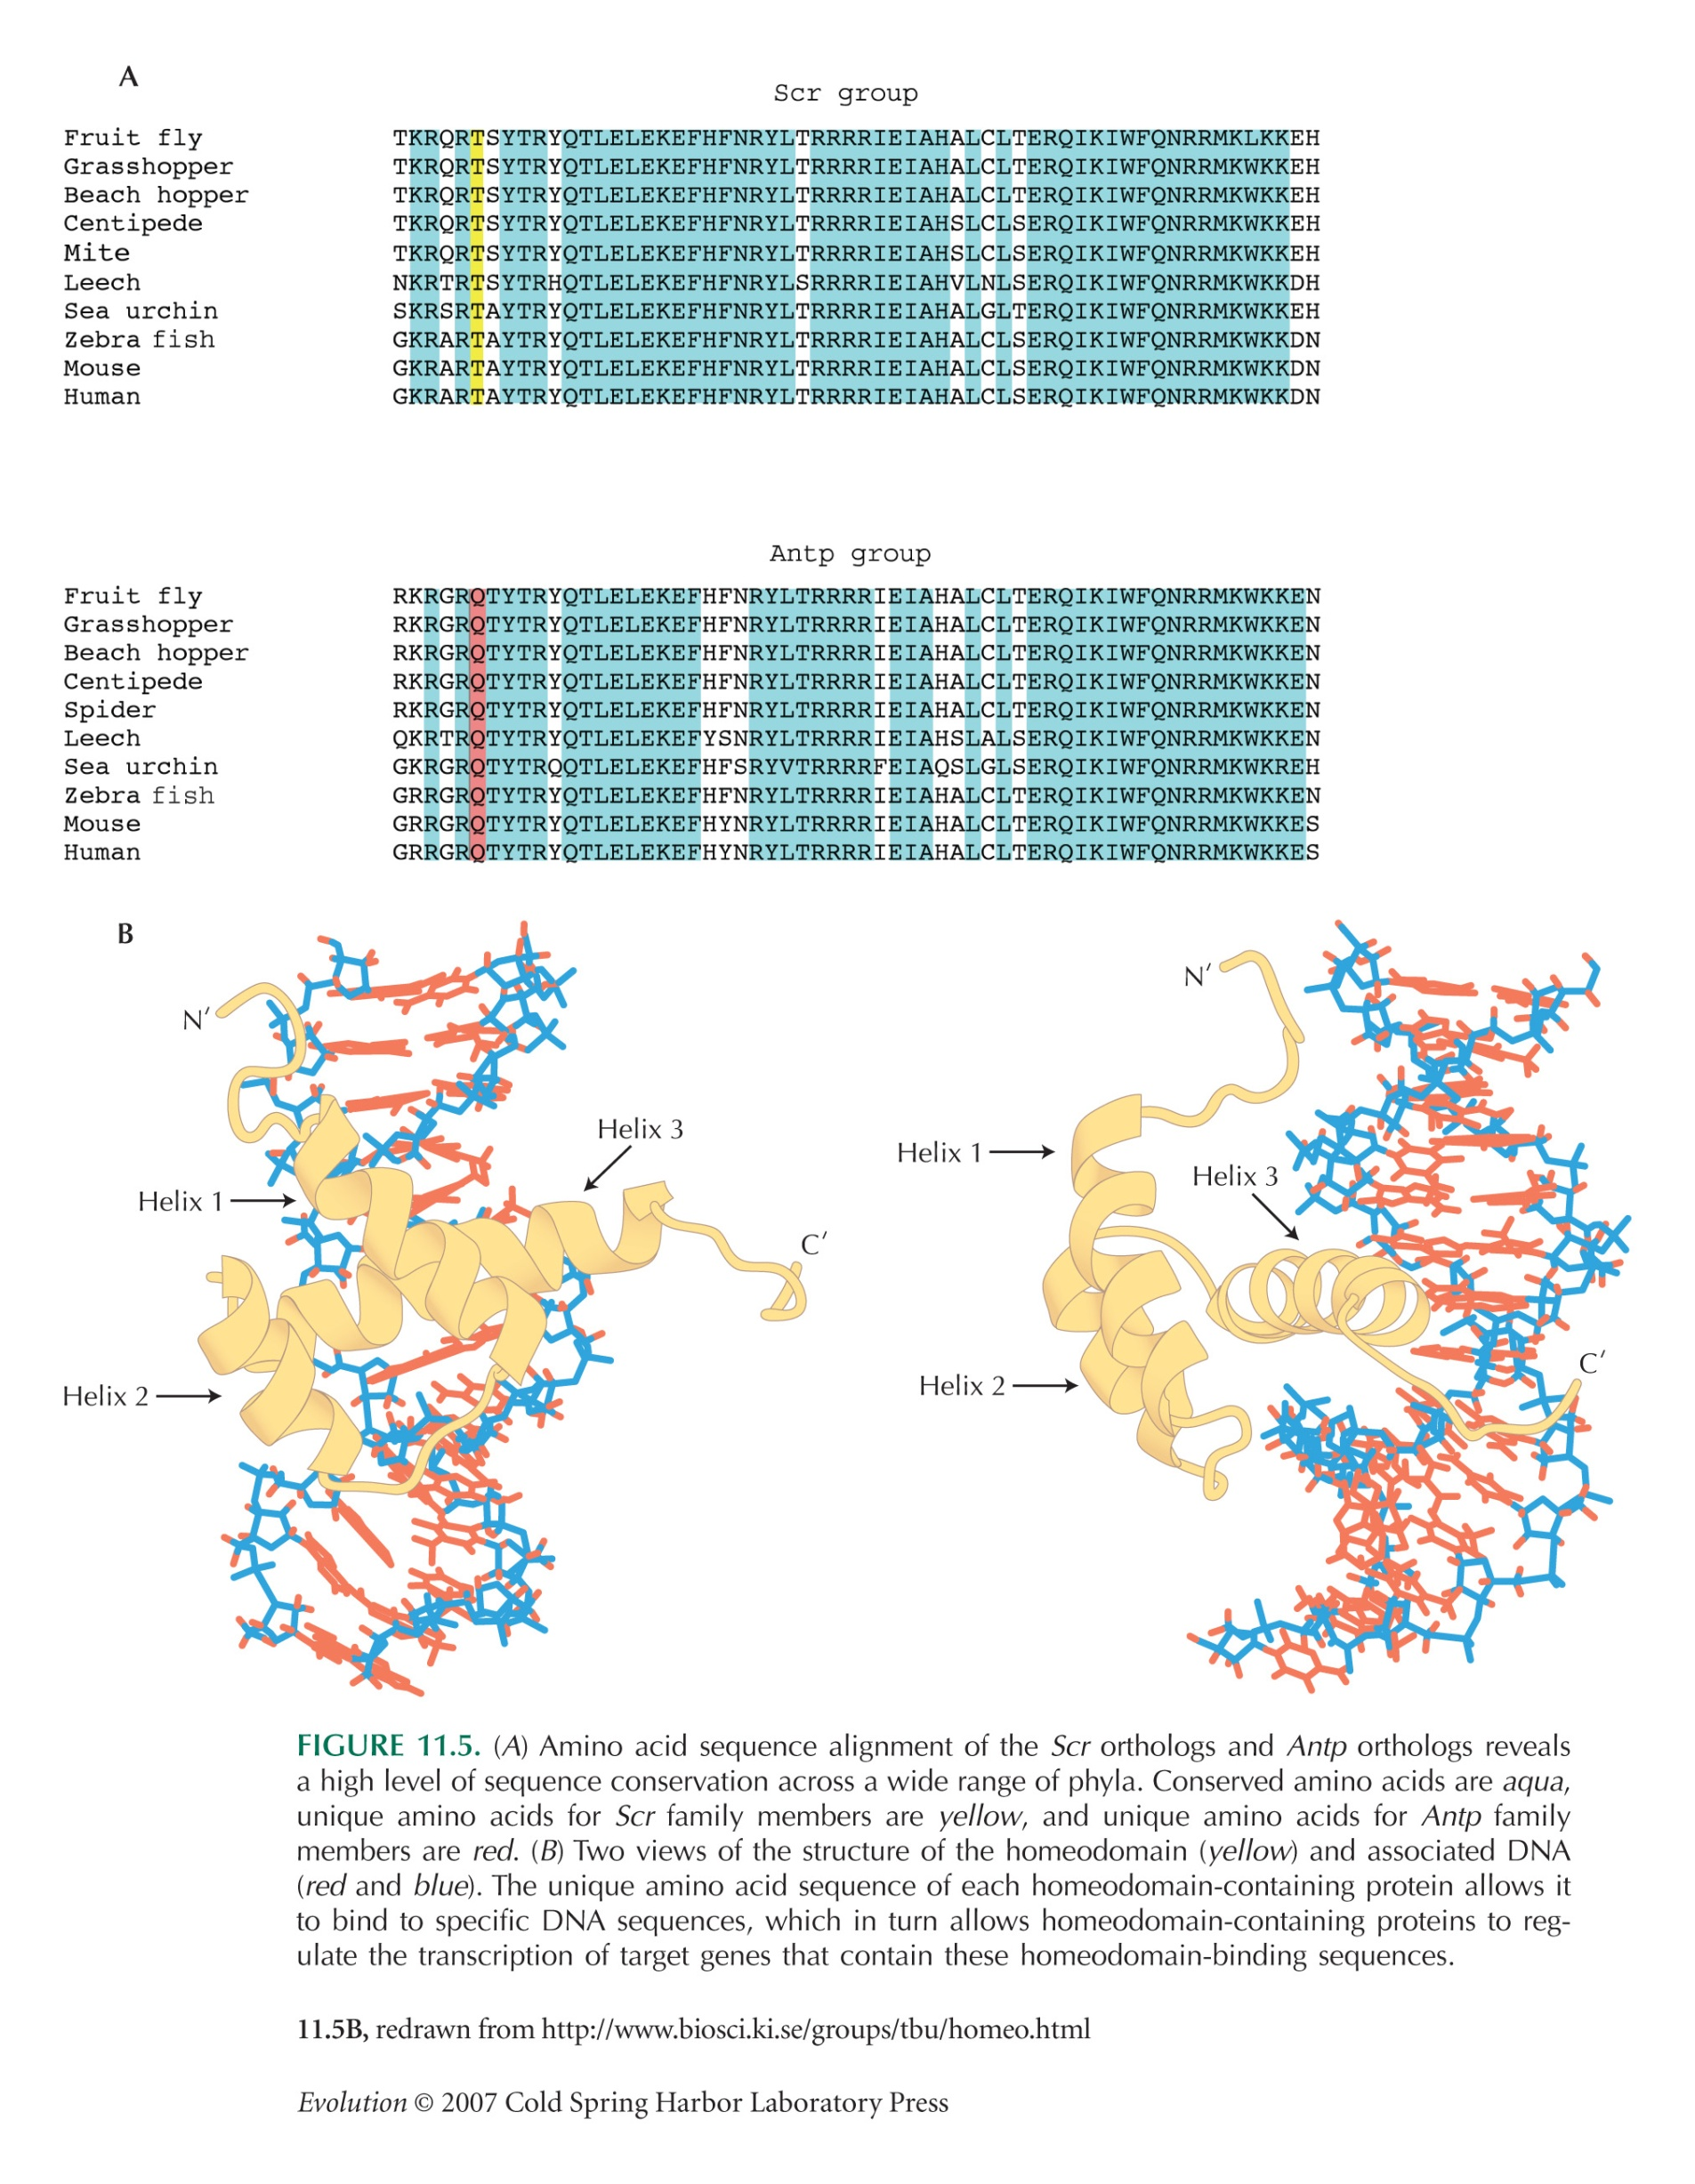 A
Scr group
Fruit fly TKRQRTSYTRYQTLELEKEFHFNRYLTRRRRIEIAHALCLTERQIKIWFQNRRMKLKKEH
Grasshopper TKRQRTSYTRYQTLELEKEFHFNRYLTRRRRIEIAHALCLTERQIKIWFQNRRMKWKKEH
Beach hopper TKRQRTSYTRYQTLELEKEFHFNRYLTRRRRIEIAHALCLTERQIKIWFQNRRMKWKKEH
Centipede TKRQRTSYTRYQTLELEKEFHFNRYLTRRRRIEIAHSLCLSERQIKIWFQNRRMKWKKEH
Mite TKRQRTSYTRYQTLELEKEFHFNRYLTRRRRIEIAHSLCLSERQIKIWFQNRRMKWKKEH
Leech NKRTRTSYTRHQTLELEKEFHFNRYLSRRRRIEIAHVLNLSERQIKIWFQNRRMKWKKDH
Sea urchin SKRSRTAYTRYQTLELEKEFHFNRYLTRRRRIEIAHALGLTERQIKIWFQNRRMKWKKEH
Zebra fish GKRARTAYTRYQTLELEKEFHFNRYLTRRRRIEIAHALCLSERQIKIWFQNRRMKWKKDN
Mouse GKRARTAYTRYQTLELEKEFHFNRYLTRRRRIEIAHALCLSERQIKIWFQNRRMKWKKDN
Human GKRARTAYTRYQTLELEKEFHFNRYLTRRRRIEIAHALCLSERQIKIWFQNRRMKWKKDN
Antp group
Fruit fly RKRGRQTYTRYQTLELEKEFHFNRYLTRRRRIEIAHALCLTERQIKIWFQNRRMKWKKEN
Grasshopper RKRGRQTYTRYQTLELEKEFHFNRYLTRRRRIEIAHALCLTERQIKIWFQNRRMKWKKEN
Beach hopper RKRGRQTYTRYQTLELEKEFHFNRYLTRRRRIEIAHALCLTERQIKIWFQNRRMKWKKEN
Centipede RKRGRQTYTRYQTLELEKEFHFNRYLTRRRRIEIAHALCLTERQIKIWFQNRRMKWKKEN
Spider RKRGRQTYTRYQTLELEKEFHFNRYLTRRRRIEIAHALCLTERQIKIWFQNRRMKWKKEN
Leech QKRTRQTYTRYQTLELEKEFYSNRYLTRRRRIEIAHSLALSERQIKIWFQNRRMKWKKEN
Sea urchin GKRGRQTYTRQQTLELEKEFHFSRYVTRRRRFEIAQSLGLSERQIKIWFQNRRMKWKREH
Zebra fish GRRGRQTYTRYQTLELEKEFHFNRYLTRRRRIEIAHALCLTERQIKIWFQNRRMKWKKEN
Mouse GRRGRQTYTRYQTLELEKEFHYNRYLTRRRRIEIAHALCLTERQIKIWFQNRRMKWKKES
Human GRRGRQTYTRYQTLELEKEFHYNRYLTRRRRIEIAHALCLTERQIKIWFQNRRMKWKKES
B
N′
Helix 3
Helix 1
C′
Helix 2
N′
Helix 1
Helix 3
C′
Helix 2
FIGURE 11.5. (A) Amino acid sequence alignment of the Scr orthologs and Antp orthologs reveals
a high level of sequence conservation across a wide range of phyla. Conserved amino acids are aqua,
unique amino acids for Scr family members are yellow, and unique amino acids for Antp family
members are red. (B) Two views of the structure of the homeodomain (yellow) and associated DNA
(red and blue). The unique amino acid sequence of each homeodomain-containing protein allows it
to bind to specific DNA sequences, which in turn allows homeodomain-containing proteins to reg-
ulate the transcription of target genes that contain these homeodomain-binding sequences.
11.5B, redrawn from http://www.biosci.ki.se/groups/tbu/homeo.html
Evolution © 2007 Cold Spring Harbor Laboratory Press